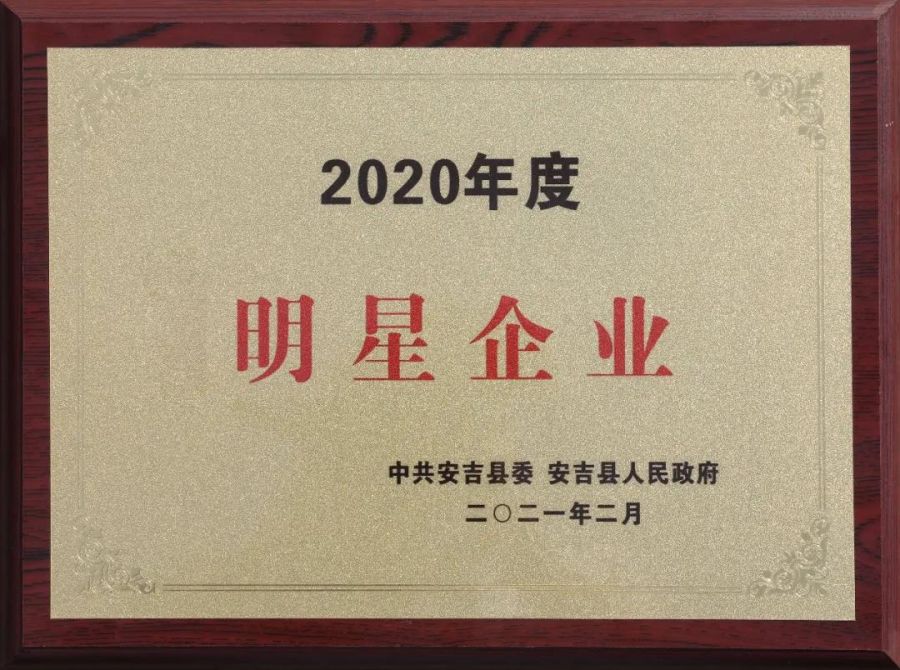 2020年度
明星企业
中共安吉县委 安吉县人民政府
二〇二一年二月